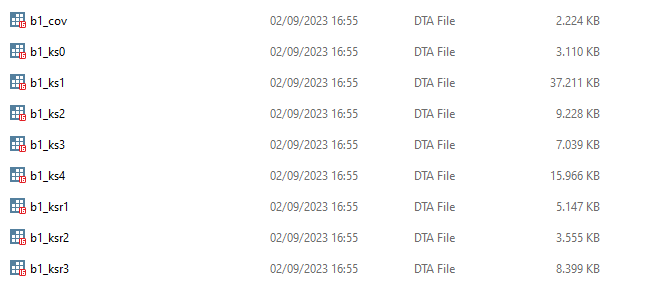 b1_cov 02/09/2023 16:55 DTA File 2.224 KB
b1_ks0 02/09/2023 16:55 DTA File 3.110 KB
b1_ks1 02/09/2023 16:55 DTA File 37.211 KB
b1_ks2 02/09/2023 16:55 DTA File 9.228 KB
b1_ks3 02/09/2023 16:55 DTA File 7.039 KB
b1_ks4 02/09/2023 16:55 DTA File 15.966 KB
b1_ksr1 02/09/2023 16:55 DTA File 5.147 KB
b1_ksr2 02/09/2023 16:55 DTA File 3.555 KB
b1_ksr3 02/09/2023 16:55 DTA File 8.399 KB